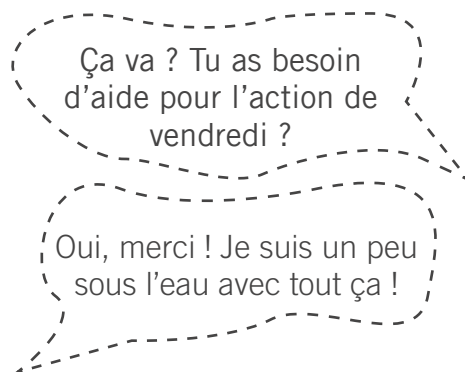 Ça va ? Tu as besoin
d'aide pour l'action de
vendredi ?
Oui, merci ! Je suis un peu
sous l'eau avec tout ça !